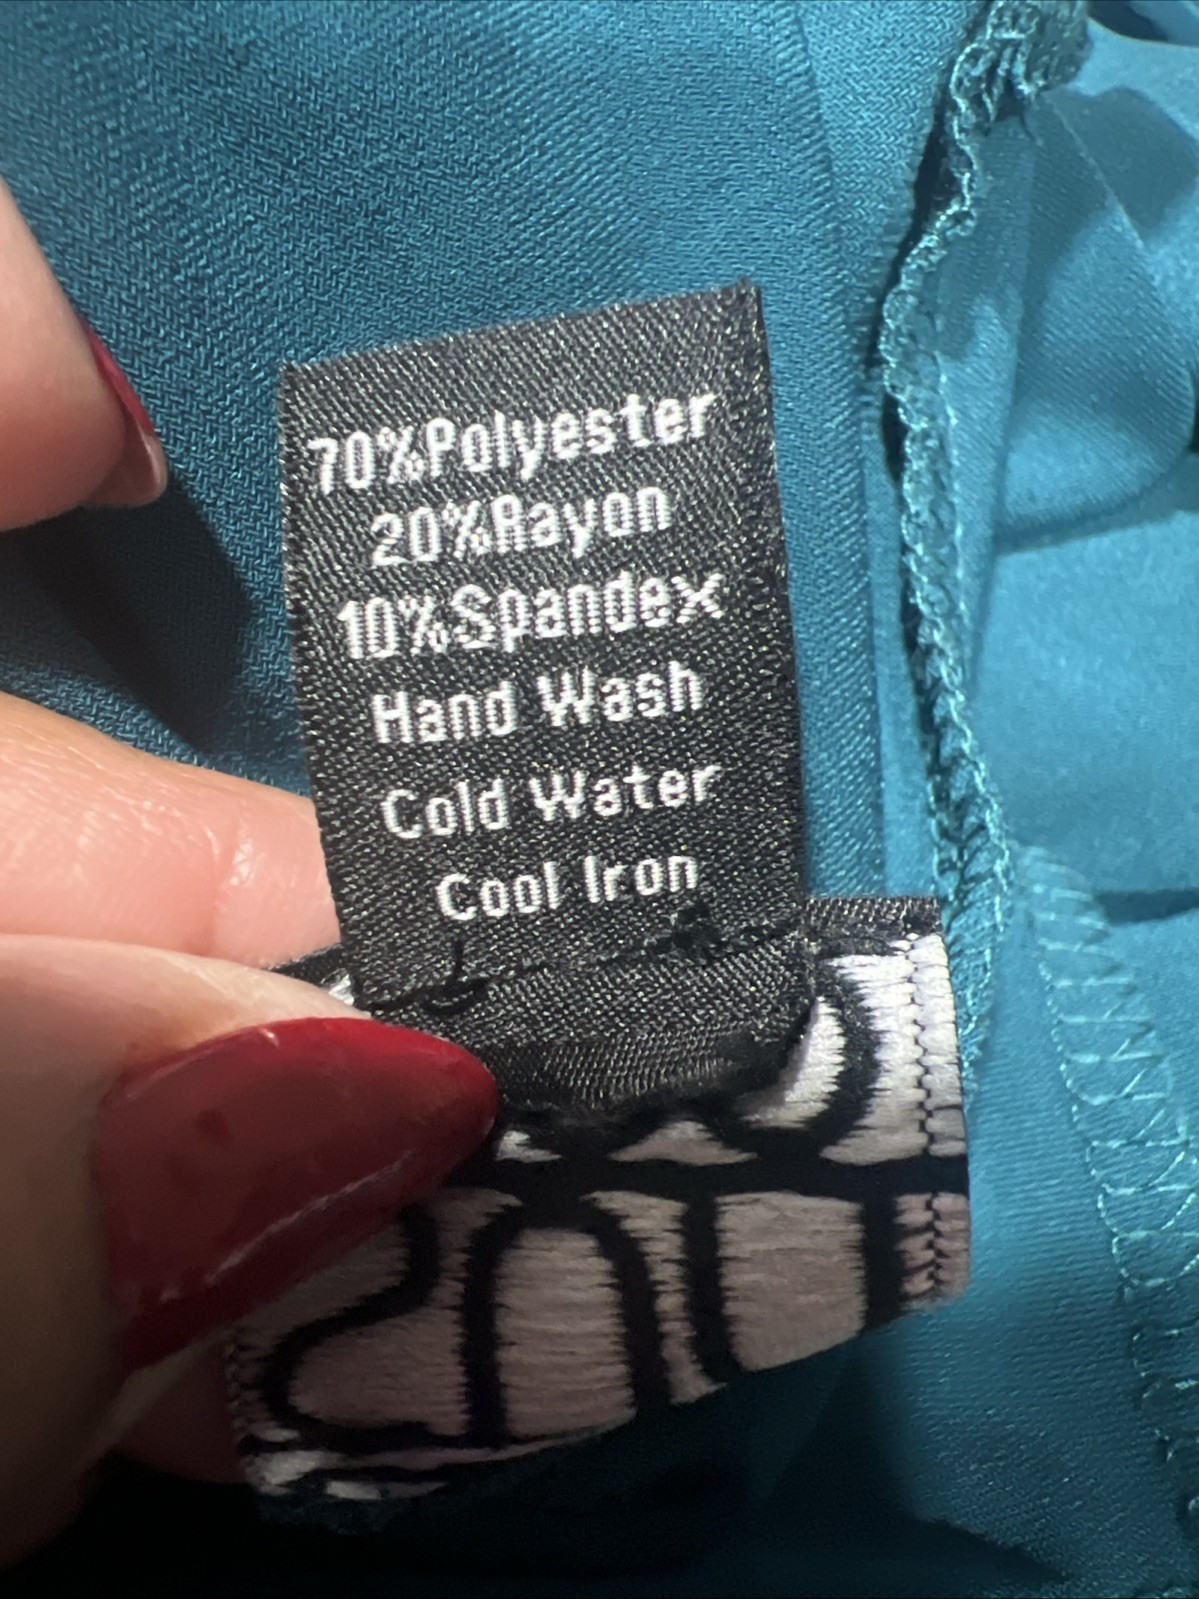 70%Polyester
20%Rayon
10%Spandex
Hand Wash
Cold Water
Cool Iron